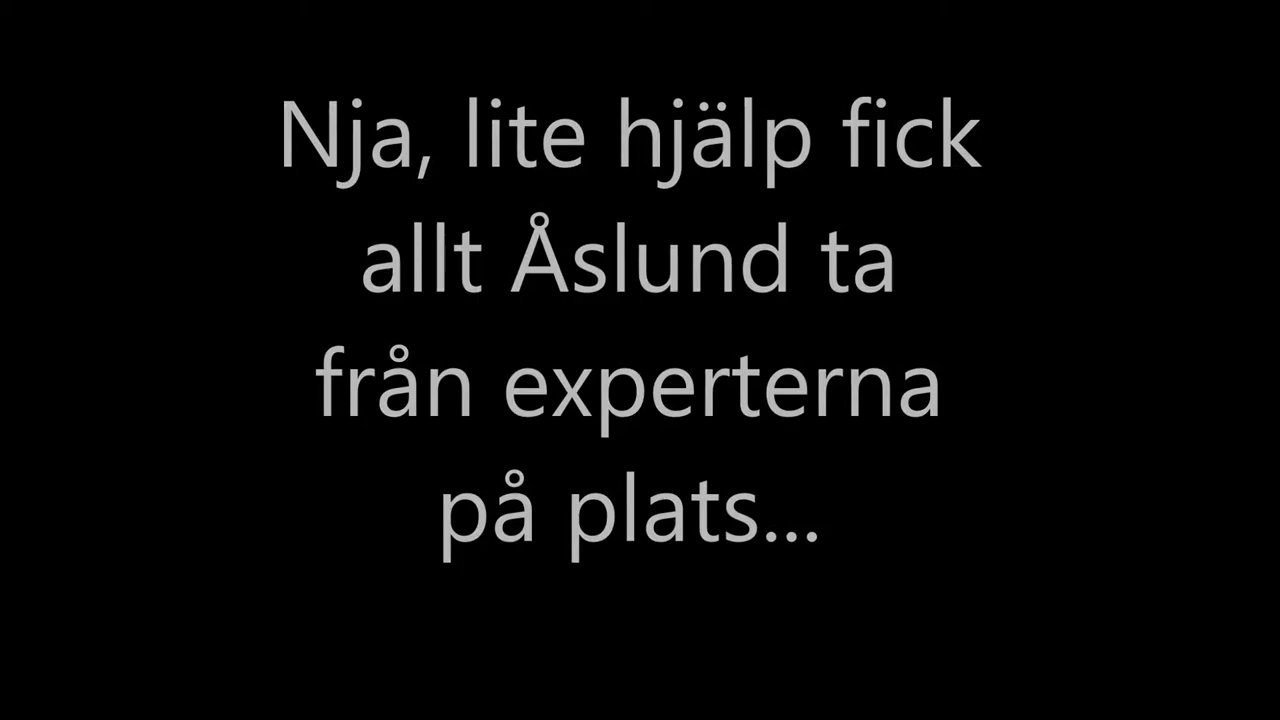 Nja, lite hjälp fick
allt Åslund ta
från experterna
på plats...